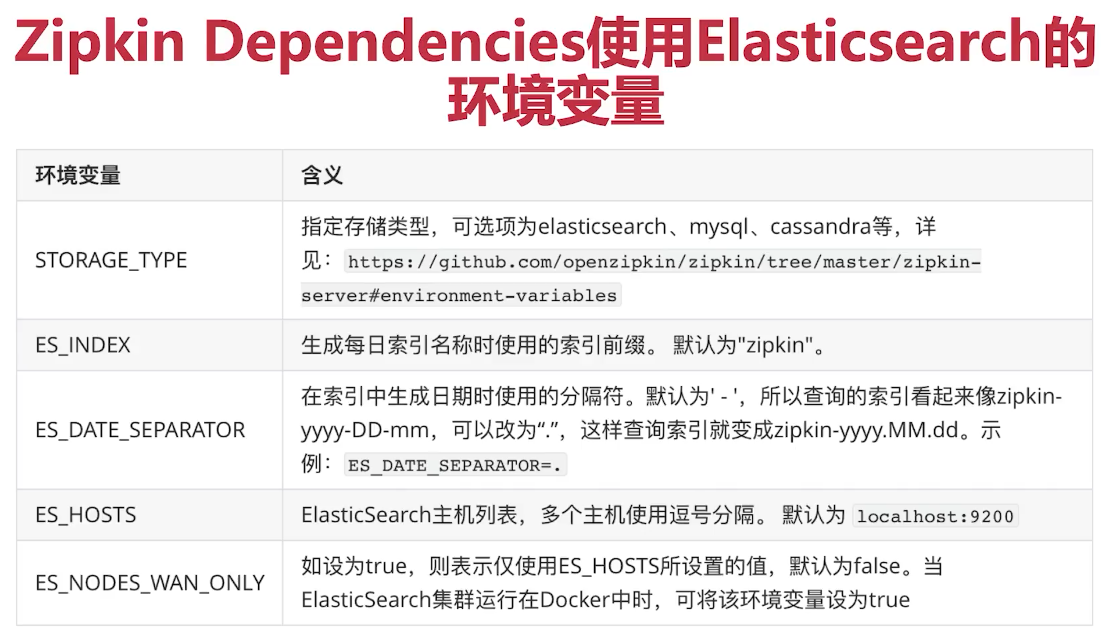 Zipkin Dependencies使用Elasticsearch的
环境变量
环境变量
含义
STORAGE_TYPE
指定存储类型，可选项为elasticsearch、mysql、cassandra等，详
见：https://github.com/openzipkin/zipkin/tree/master/zipkin-
server#environment-variables
ES_INDEX
生成每日索引名称时使用的索引前缀。 默认为"zipkin"。
ES_DATE_SEPARATOR
在索引中生成日期时使用的分隔符。默认为' - '，所以查询的索引看起来像zipkin-
yyyy-DD-mm，可以改为“.”，这样查询索引就变成zipkin-yyyy.MM.dd。示
例：ES_DATE_SEPARATOR=.
ES_HOSTS
ElasticSearch主机列表，多个主机使用逗号分隔。 默认为 localhost:9200
ES_NODES_WAN_ONLY
如设为true，则表示仅使用ES_HOSTS所设置的值，默认为false。当
ElasticSearch集群运行在Docker中时，可将该环境变量设为true